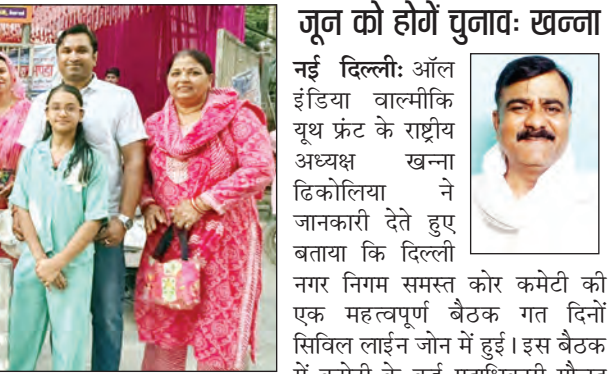 जून को होगें चुनावः खन्ना
नई दिल्लीः ऑल
इंडिया वाल्मीकि
यूथ फ्रंट के राष्ट्रीय
अध्यक्ष खन्ना
ढिकोलिया ने
जानकारी देते हुए
बताया कि दिल्ली
नगर निगम समस्त कोर कमेटी की
एक महत्वपूर्ण बैठक गत दिनों
सिविल लाईन जोन में हुई। इस बैठक